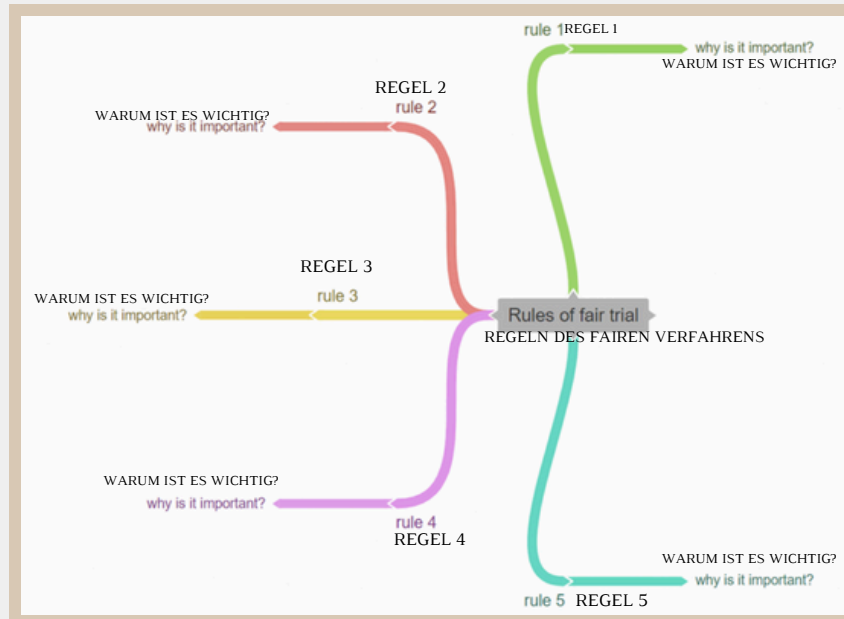 rule 1 REGEL 1
why is it important?
WARUM IST ES WICHTIG?
REGEL 2
rule 2
WARUM IST ES WICHTIG?
why is it important?
REGEL 3
rule 3
WARUM IST ES WICHTIG?
why is it important?
Rules of fair trial
REGELN DES FAIREN VERFAHRENS
WARUM IST ES WICHTIG?
why is it important?
rule 4
REGEL 4
WARUM IST ES WICHTIG?
why is it important?
rule 5 REGEL 5